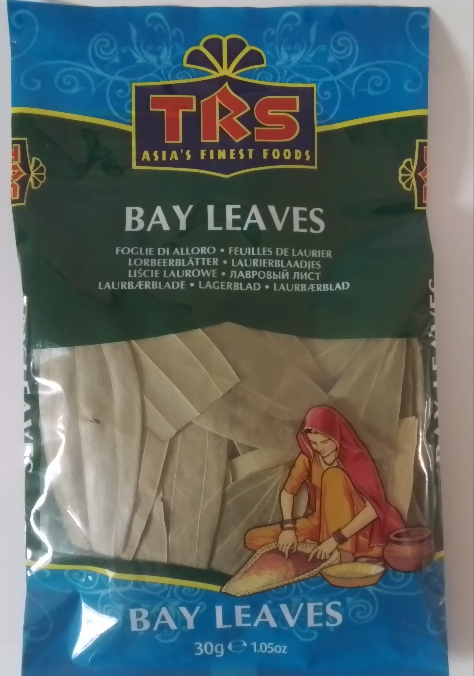 TRS
ASIA'S FINEST FOODS
BAY LEAVES
FOGLIE DI ALLORO • FEUILLES DE LAURIER
LORBEERBLÄTTER • LAURIERBLAADJES
LIŚCIE LAUROWE • ЛАВРОВЫЙ ЛИСТ
LAURBÆRBLADE • LAGERBLAD • LAURBÆRBLAD
BAY LEAVES
30g ℮ 1.05oz